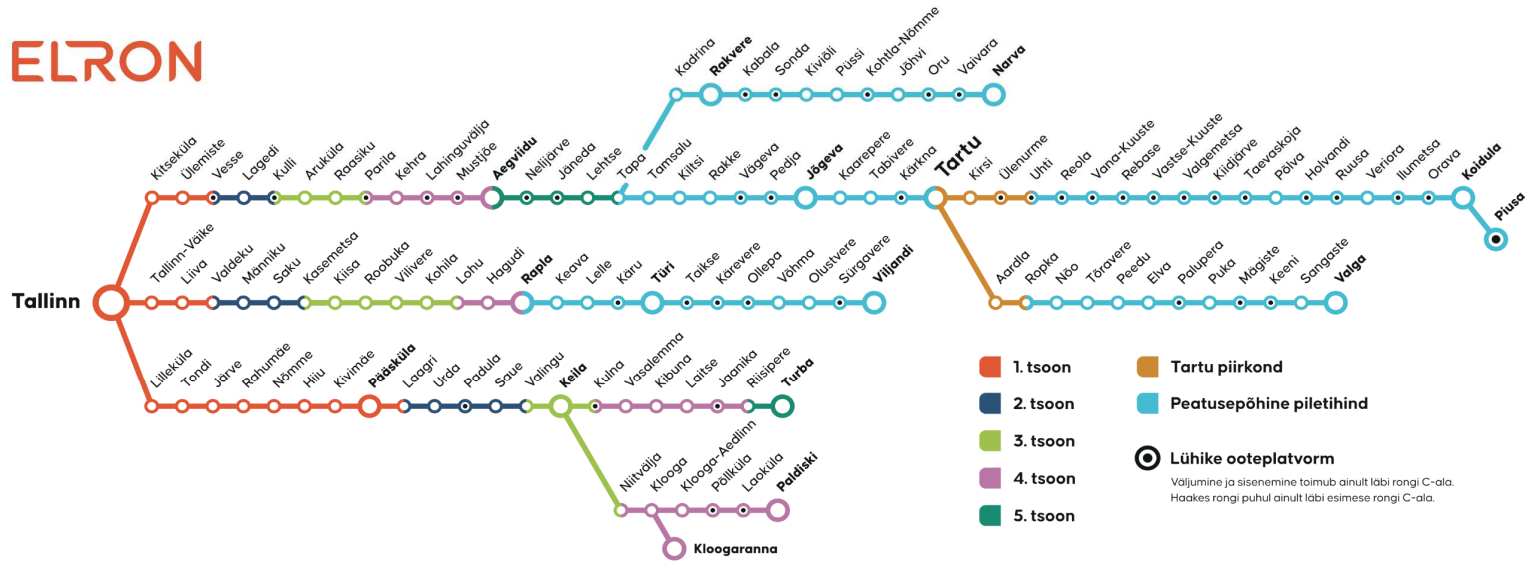 ELRON
Kadrina
Rakvere
Kabala
Sonda
Kiviõli
Püssi
Kohtla-Nõmme
Jõhvi
Oru
Vaivara
Narva
Kitseküla
Ülemiste
Vesse
Lagedi
Kulli
Aruküla
Raasiku
Parila
Kehra
Lahinguvälja
Mustjõe
Aegviidu
Nelijärve
Jäneda
Lehtse
Tapa
Tamsalu
Kiltsi
Rakke
Vägeva
Pedja
Jõgeva
Kaarepere
Tabivere
Kärkna
Tartu
Kirsi
Ülenurme
Uhti
Reola
Vana-Kuuste
Rebase
Vastse-Kuuste
Valgemetsa
Kiidjärve
Taevaskoja
Põlva
Holvandi
Ruusa
Veriora
Ilumetsa
Orava
Koidula
Piusa
Tallinn
Tallinn-Väike
Liiva
Valdeku
Männiku
Saku
Kasemetsa
Kiisa
Roobuka
Vilivere
Kohila
Lohu
Hagudi
Rapla
Keava
Lelle
Käru
Türi
Taikse
Kärevere
Ollepa
Võhma
Olustvere
Sürgavere
Viljandi
Aardla
Ropka
Nõo
Tõravere
Peedu
Elva
Palupera
Puka
Mägiste
Keeni
Sangaste
Valga
Lilleküla
Tondi
Järve
Rahumäe
Nõmme
Hiiu
Kivimäe
Pääsküla
Laagri
Urda
Padula
Saue
Valingu
Keila
Kulna
Vasalemma
Kibuna
Laitse
Jaanika
Riisipere
Turba
Niitvälja
Klooga
Klooga-Aedlinn
Põllküla
Laoküla
Paldiski
Kloogaranna
1. tsoon
2. tsoon
3. tsoon
4. tsoon
5. tsoon
Tartu piirkond
Peatusepõhine piletihind
Lühike ooteplatvorm
Väljumine ja sisenemine toimub ainult läbi rongi C-ala.
Haakes rongi puhul ainult läbi esimese rongi C-ala.